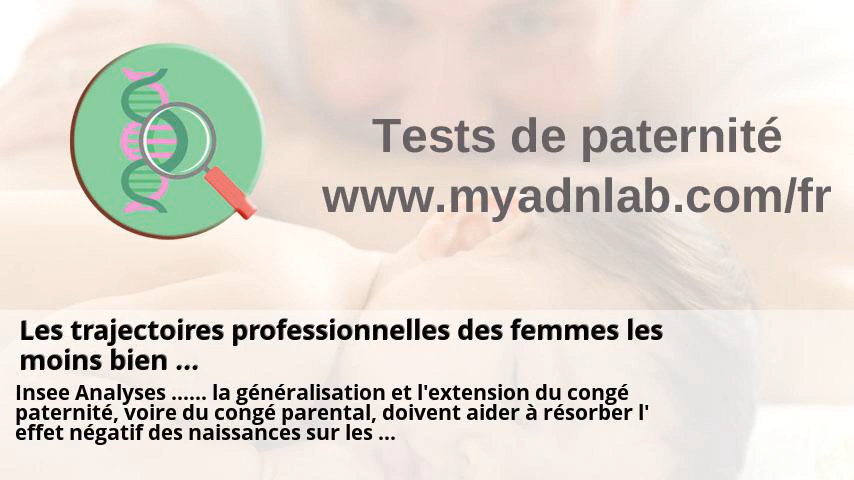 Tests de paternité
www.myadnlab.com/fr
Les trajectoires professionnelles des femmes les
moins bien ...
Insee Analyses ...... la généralisation et l'extension du congé
paternité, voire du congé parental, doivent aider à résorber l'
effet négatif des naissances sur les ...